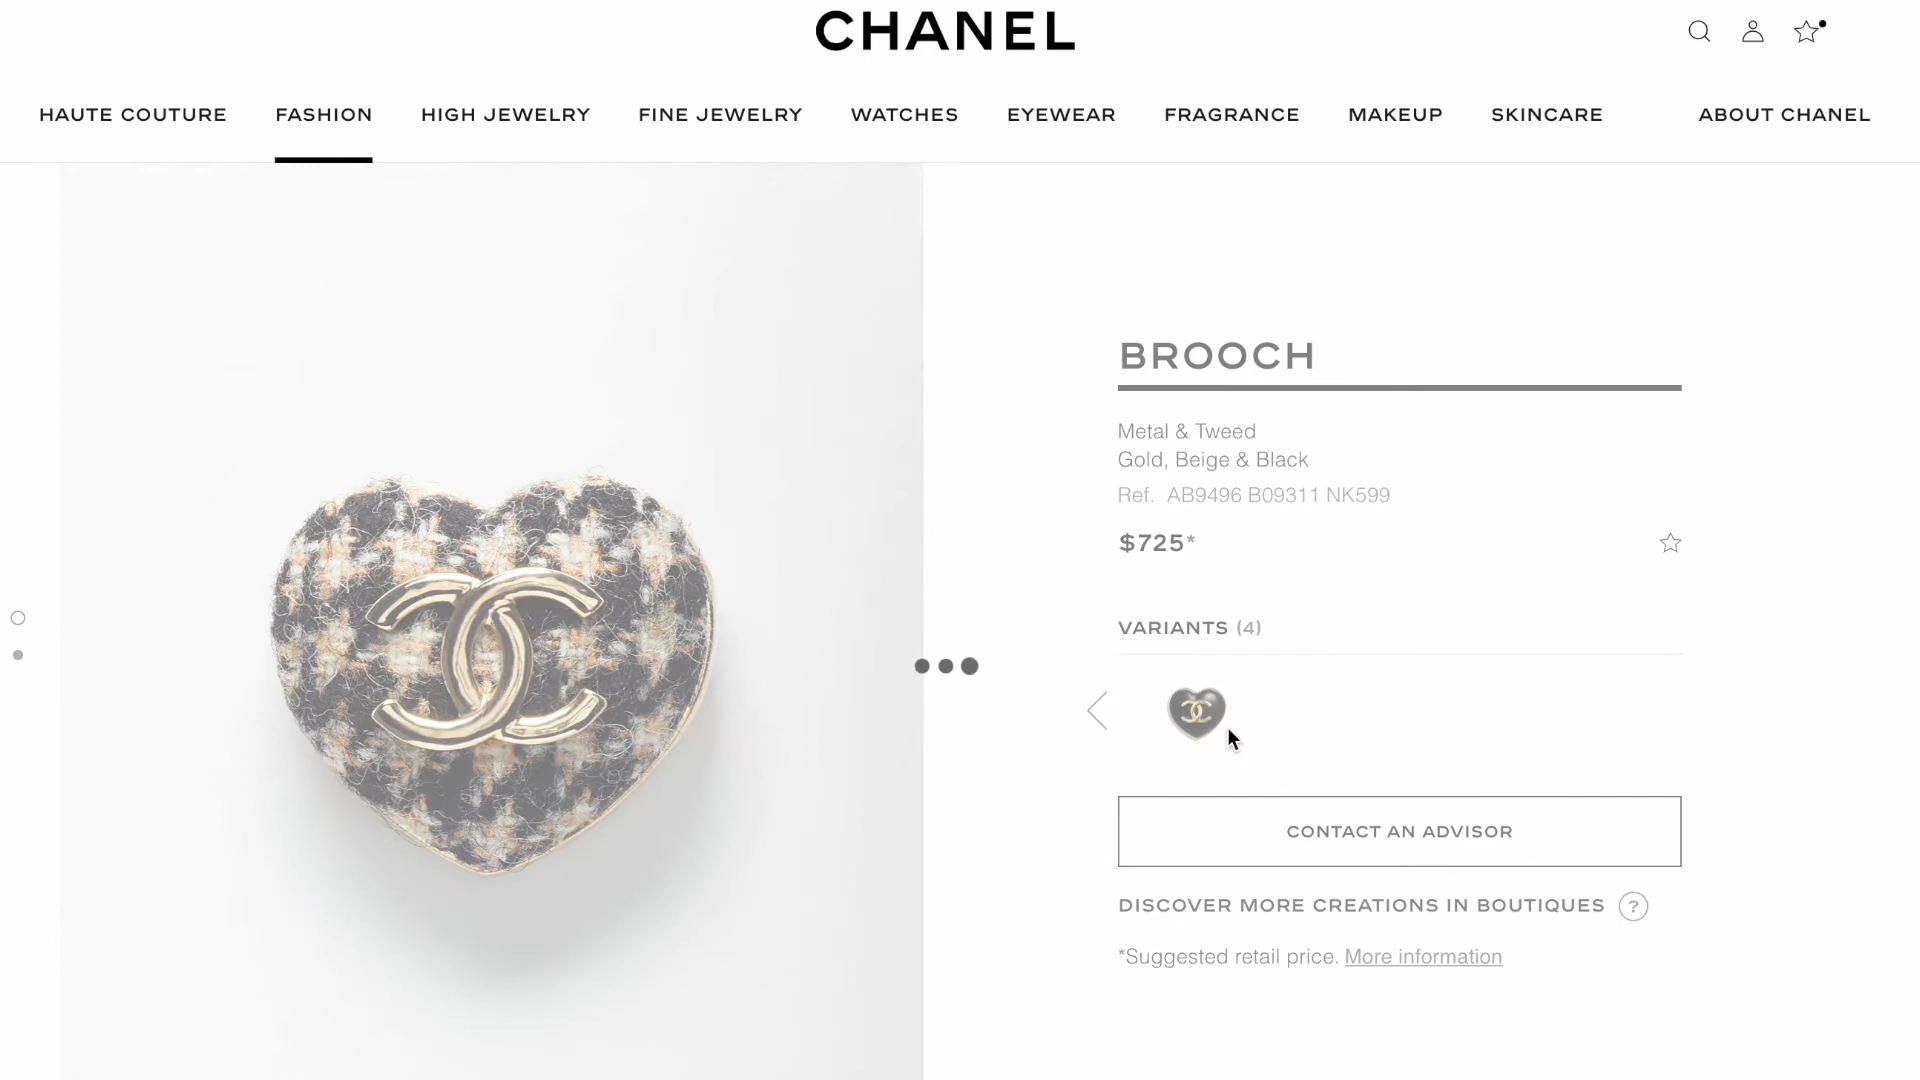 CHANEL
HAUTE COUTURE FASHION HIGH JEWELRY FINE JEWELRY WATCHES EYEWEAR FRAGRANCE MAKEUP SKINCARE ABOUT CHANEL
BROOCH
Metal & Tweed
Gold, Beige & Black
Ref. AB9496 B09311 NK599
$725*
VARIANTS (4)
CONTACT AN ADVISOR
DISCOVER MORE CREATIONS IN BOUTIQUES ?
*Suggested retail price. More information